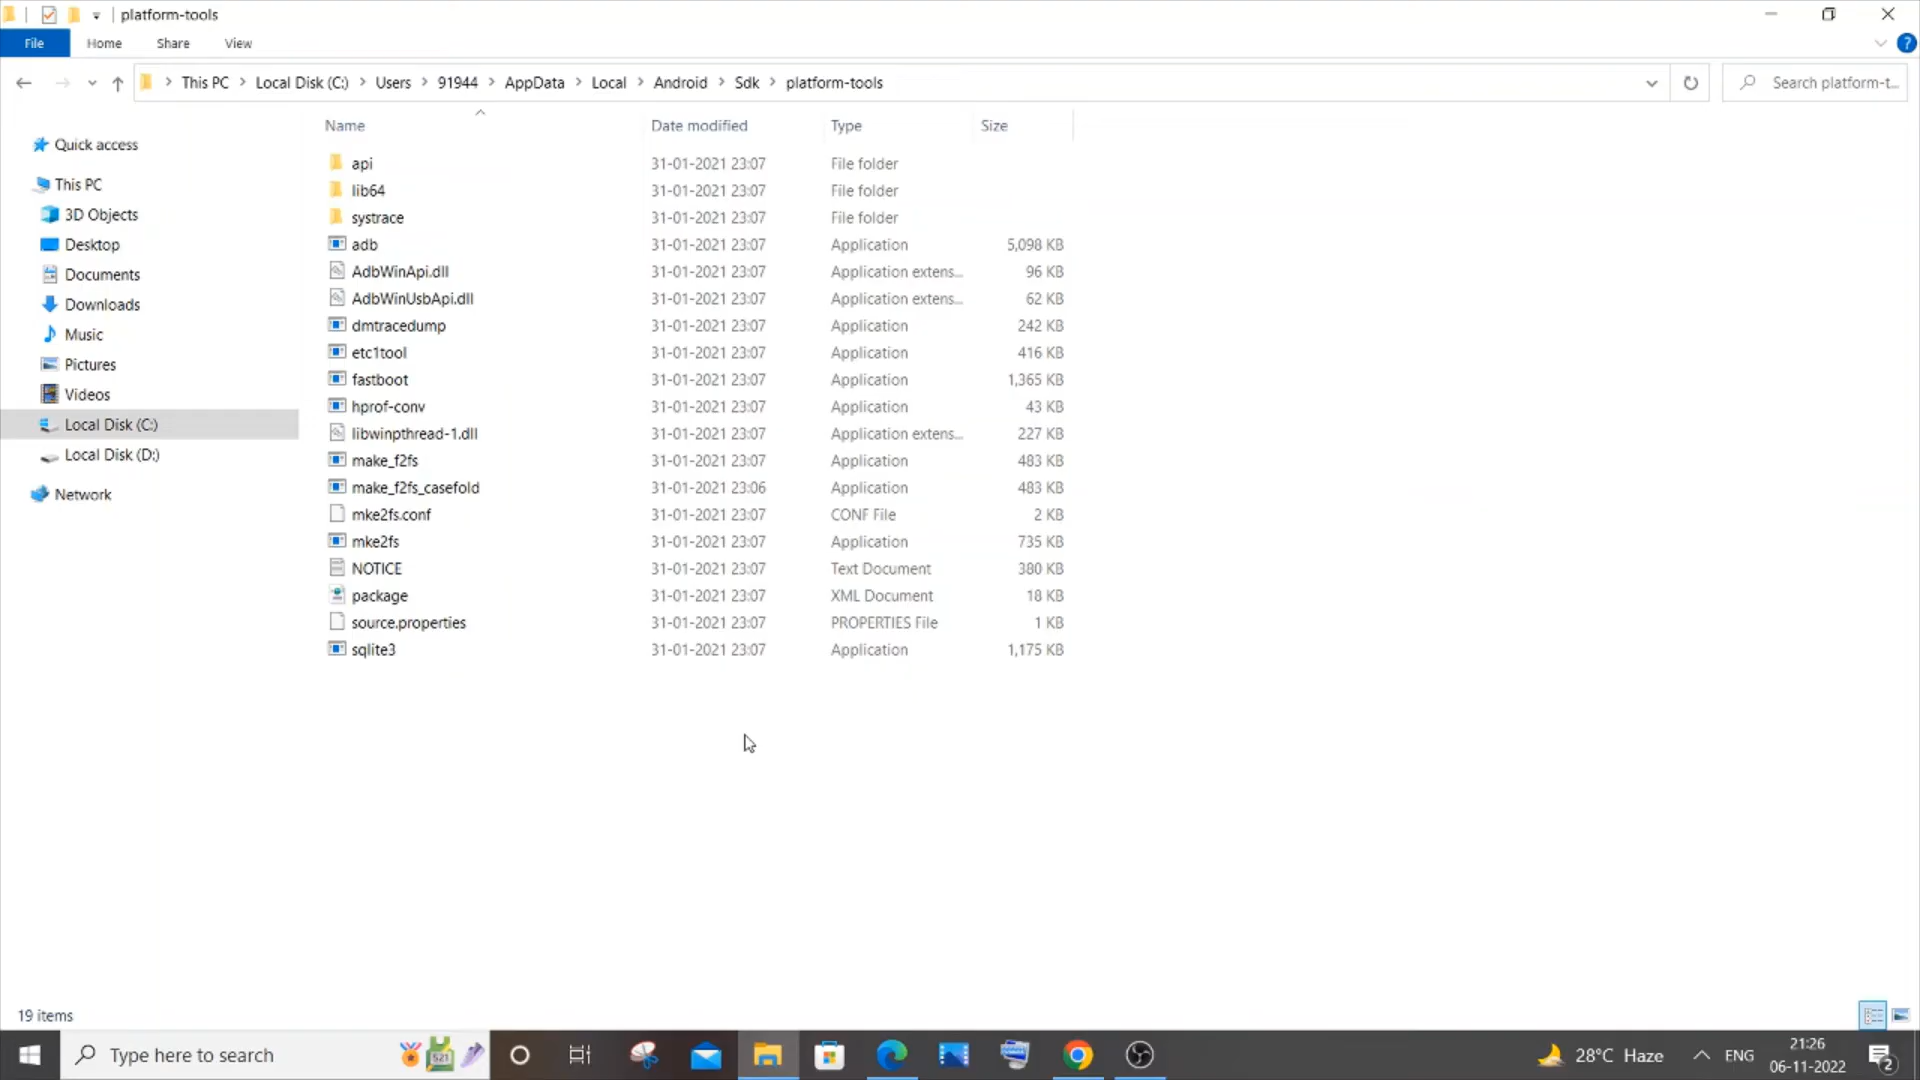 platform-tools
File Home Share View
This PC Local Disk (C:) Users 91944 AppData Local Android Sdk platform-tools Search platform-t...
Name Date modified Type Size
Quick access
This PC
3D Objects
Desktop
Documents
Downloads
Music
Pictures
Videos
Local Disk (C:)
Local Disk (D:)
Network
api 31-01-2021 23:07 File folder
lib64 31-01-2021 23:07 File folder
systrace 31-01-2021 23:07 File folder
adb 31-01-2021 23:07 Application 5,098 KB
AdbWinApi.dll 31-01-2021 23:07 Application extens... 96 KB
AdbWinUsbApi.dll 31-01-2021 23:07 Application extens... 62 KB
dmtracedump 31-01-2021 23:07 Application 242 KB
etc1tool 31-01-2021 23:07 Application 416 KB
fastboot 31-01-2021 23:07 Application 1,365 KB
hprof-conv 31-01-2021 23:07 Application 43 KB
libwinpthread-1.dll 31-01-2021 23:07 Application extens... 227 KB
make_f2fs 31-01-2021 23:07 Application 483 KB
make_f2fs_casefold 31-01-2021 23:06 Application 483 KB
mke2fs.conf 31-01-2021 23:07 CONF File 2 KB
mke2fs 31-01-2021 23:07 Application 735 KB
NOTICE 31-01-2021 23:07 Text Document 380 KB
package 31-01-2021 23:07 XML Document 18 KB
source.properties 31-01-2021 23:07 PROPERTIES File 1 KB
sqlite3 31-01-2021 23:07 Application 1,175 KB
19 items
Type here to search
28°C Haze ENG 21:26
06-11-2022
2